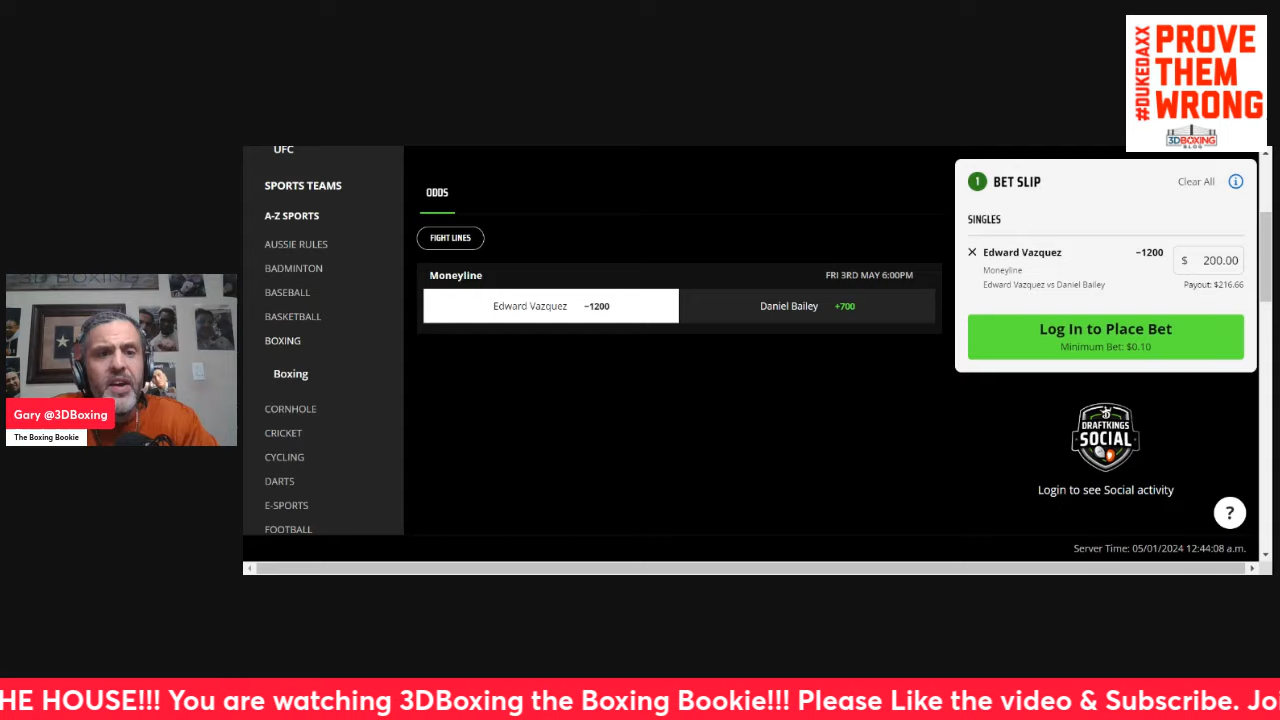 #DUKEDAXX
PROVE
THEM
WRONG
3DBOXING
BLOG
UFC
SPORTS TEAMS
A-Z SPORTS
AUSSIE RULES
BADMINTON
BASEBALL
BASKETBALL
BOXING
Boxing
CORNHOLE
CRICKET
CYCLING
DARTS
E-SPORTS
FOOTBALL
ODDS
FIGHT LINES
Moneyline FRI 3RD MAY 6:00PM
Edward Vazquez −1200 Daniel Bailey +700
1 BET SLIP Clear All
SINGLES
Edward Vazquez −1200 $ 200.00
Moneyline
Edward Vazquez vs Daniel Bailey Payout: $216.66
Log In to Place Bet
Minimum Bet: $0.10
DRAFTKINGS
SOCIAL
Login to see Social activity
?
Server Time: 05/01/2024 12:44:08 a.m.
3D BOXING
Gary @3DBoxing
The Boxing Bookie
HE HOUSE!!! You are watching 3DBoxing the Boxing Bookie!!! Please Like the video & Subscribe. Joi